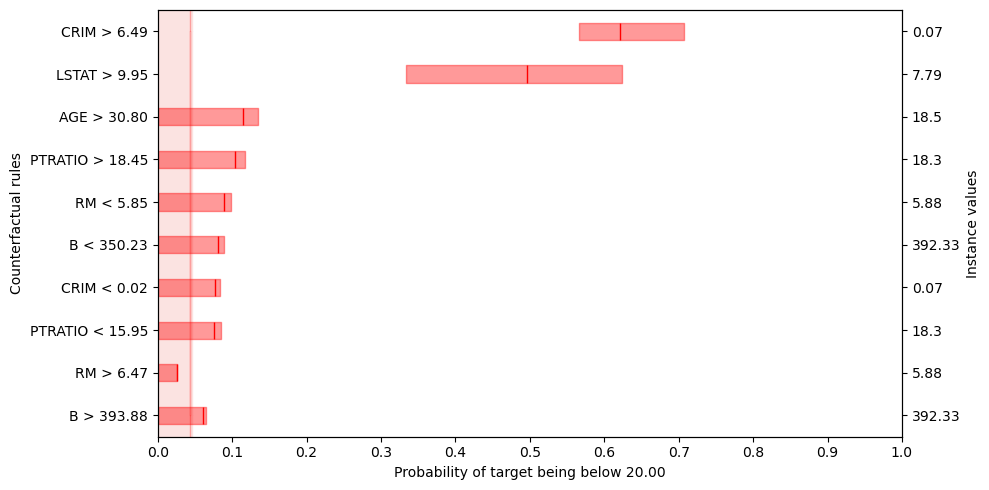 Counterfactual rules
CRIM > 6.49 0.07
LSTAT > 9.95 7.79
AGE > 30.80 18.5
PTRATIO > 18.45 18.3
RM < 5.85 5.88
B < 350.23 392.33
CRIM < 0.02 0.07
PTRATIO < 15.95 18.3
RM > 6.47 5.88
B > 393.88 392.33
Instance values
0.0 0.1 0.2 0.3 0.4 0.5 0.6 0.7 0.8 0.9 1.0
Probability of target being below 20.00